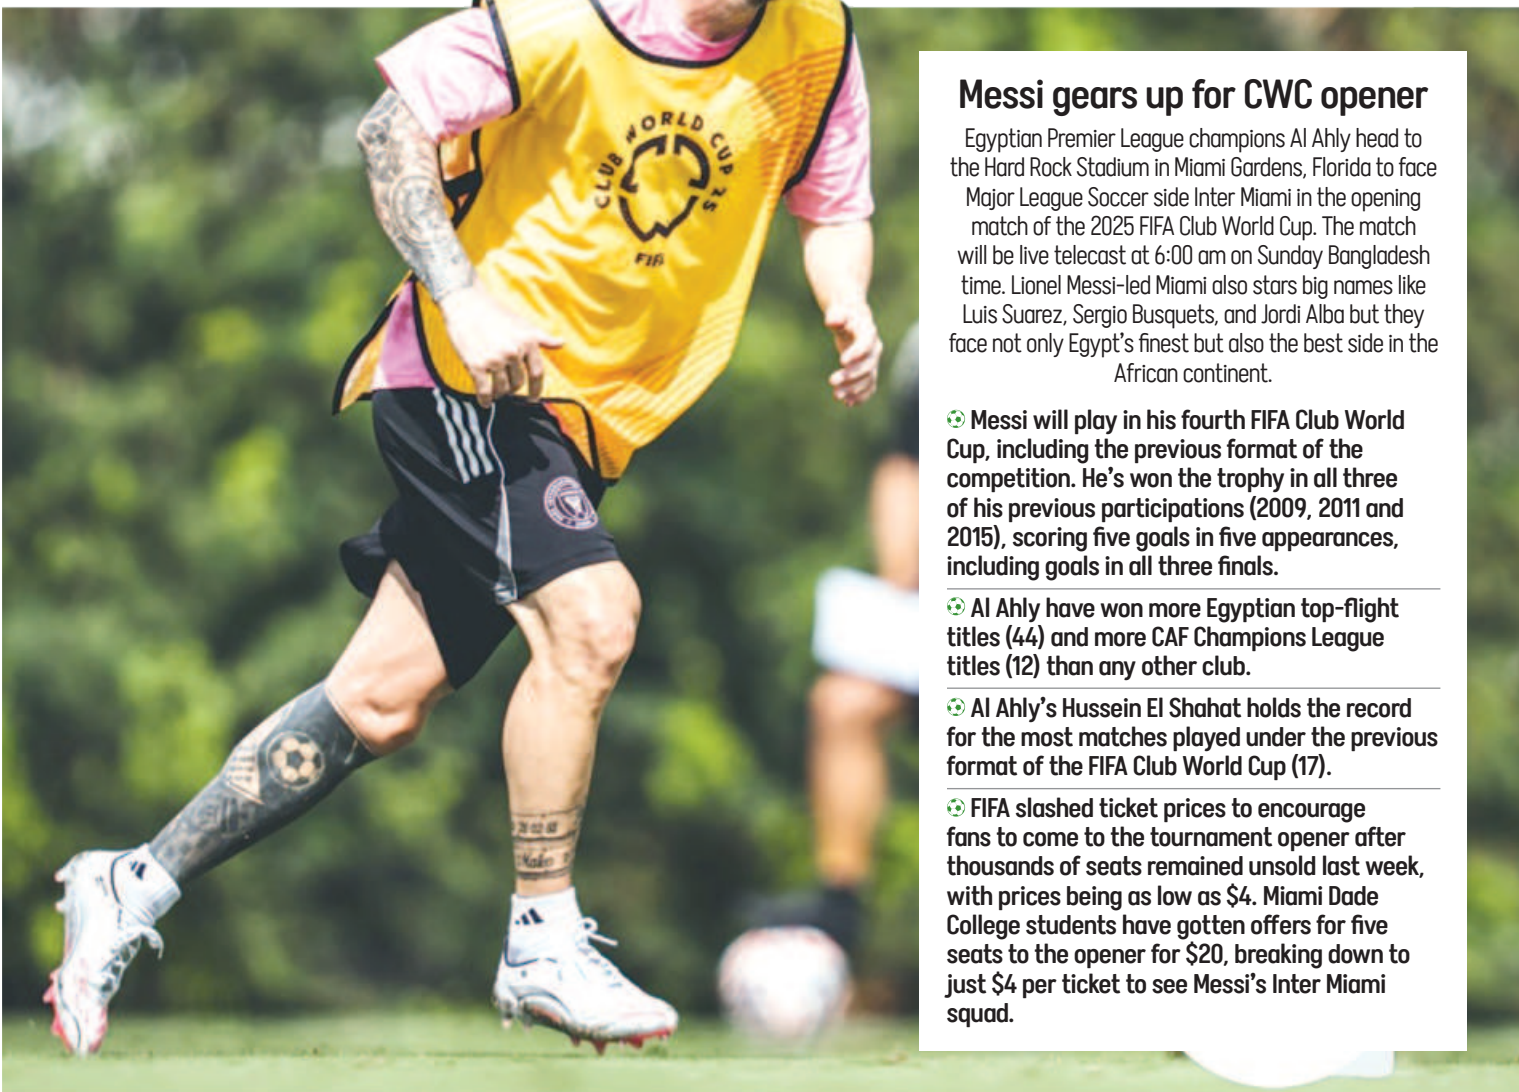 CLUB WORLD CUP 25
FIFA
Messi gears up for CWC opener
Egyptian Premier League champions Al Ahly head to
the Hard Rock Stadium in Miami Gardens, Florida to face
Major League Soccer side Inter Miami in the opening
match of the 2025 FIFA Club World Cup. The match
will be live telecast at 6:00 am on Sunday Bangladesh
time. Lionel Messi-led Miami also stars big names like
Luis Suarez, Sergio Busquets, and Jordi Alba but they
face not only Egypt's finest but also the best side in the
African continent.
Messi will play in his fourth FIFA Club World
Cup, including the previous format of the
competition. He's won the trophy in all three
of his previous participations (2009, 2011 and
2015), scoring five goals in five appearances,
including goals in all three finals.
Al Ahly have won more Egyptian top-flight
titles (44) and more CAF Champions League
titles (12) than any other club.
Al Ahly's Hussein El Shahat holds the record
for the most matches played under the previous
format of the FIFA Club World Cup (17).
FIFA slashed ticket prices to encourage
fans to come to the tournament opener after
thousands of seats remained unsold last week,
with prices being as low as $4. Miami Dade
College students have gotten offers for five
seats to the opener for $20, breaking down to
just $4 per ticket to see Messi's Inter Miami
squad.